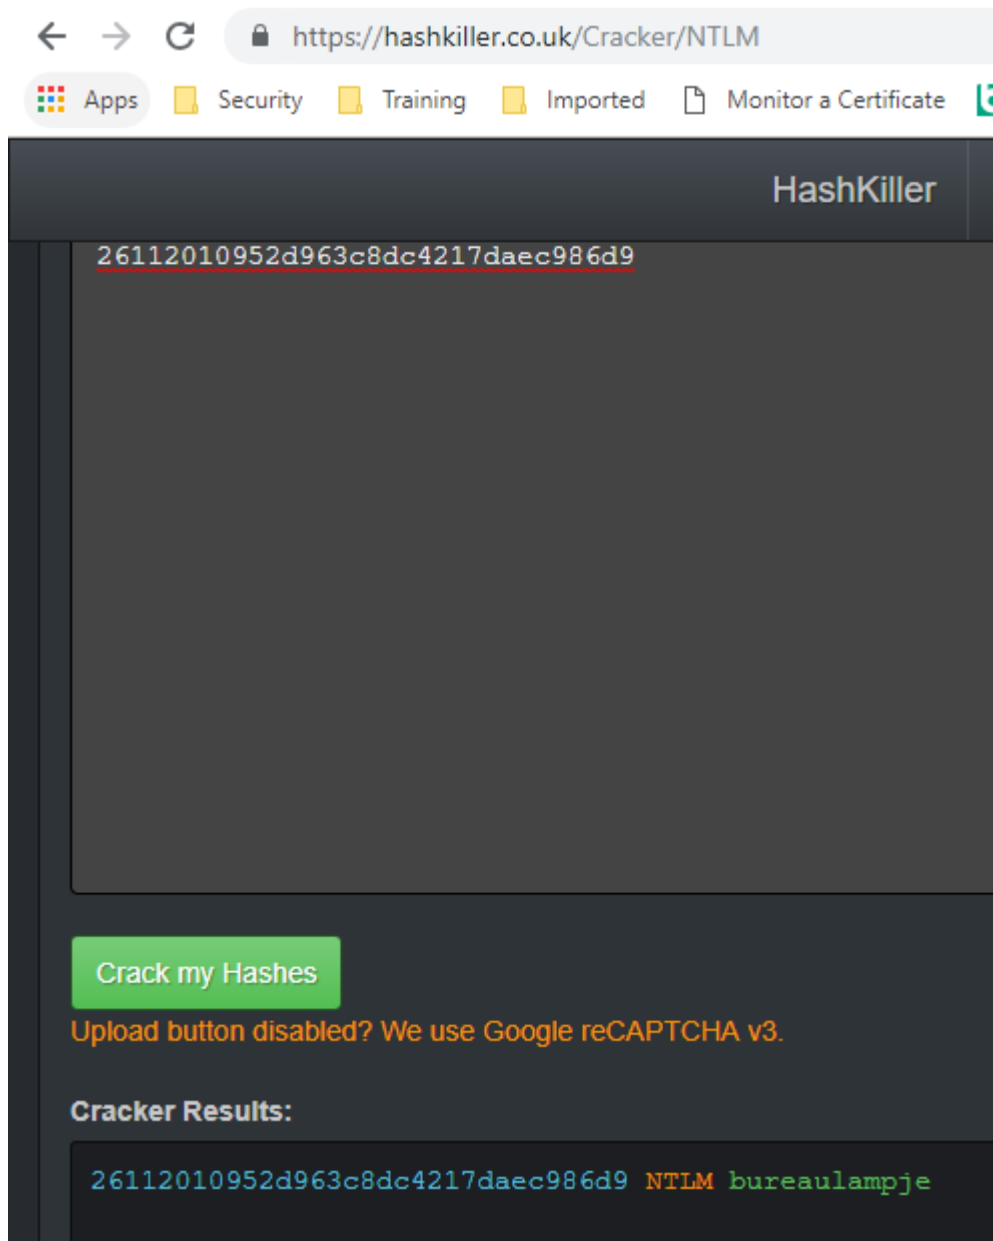 https://hashkiller.co.uk/Cracker/NTLM
Apps Security Training Imported Monitor a Certificate
HashKiller
26112010952d963c8dc4217daec986d9
Crack my Hashes
Upload button disabled? We use Google reCAPTCHA v3.
Cracker Results:
26112010952d963c8dc4217daec986d9 NTLM bureaulampje